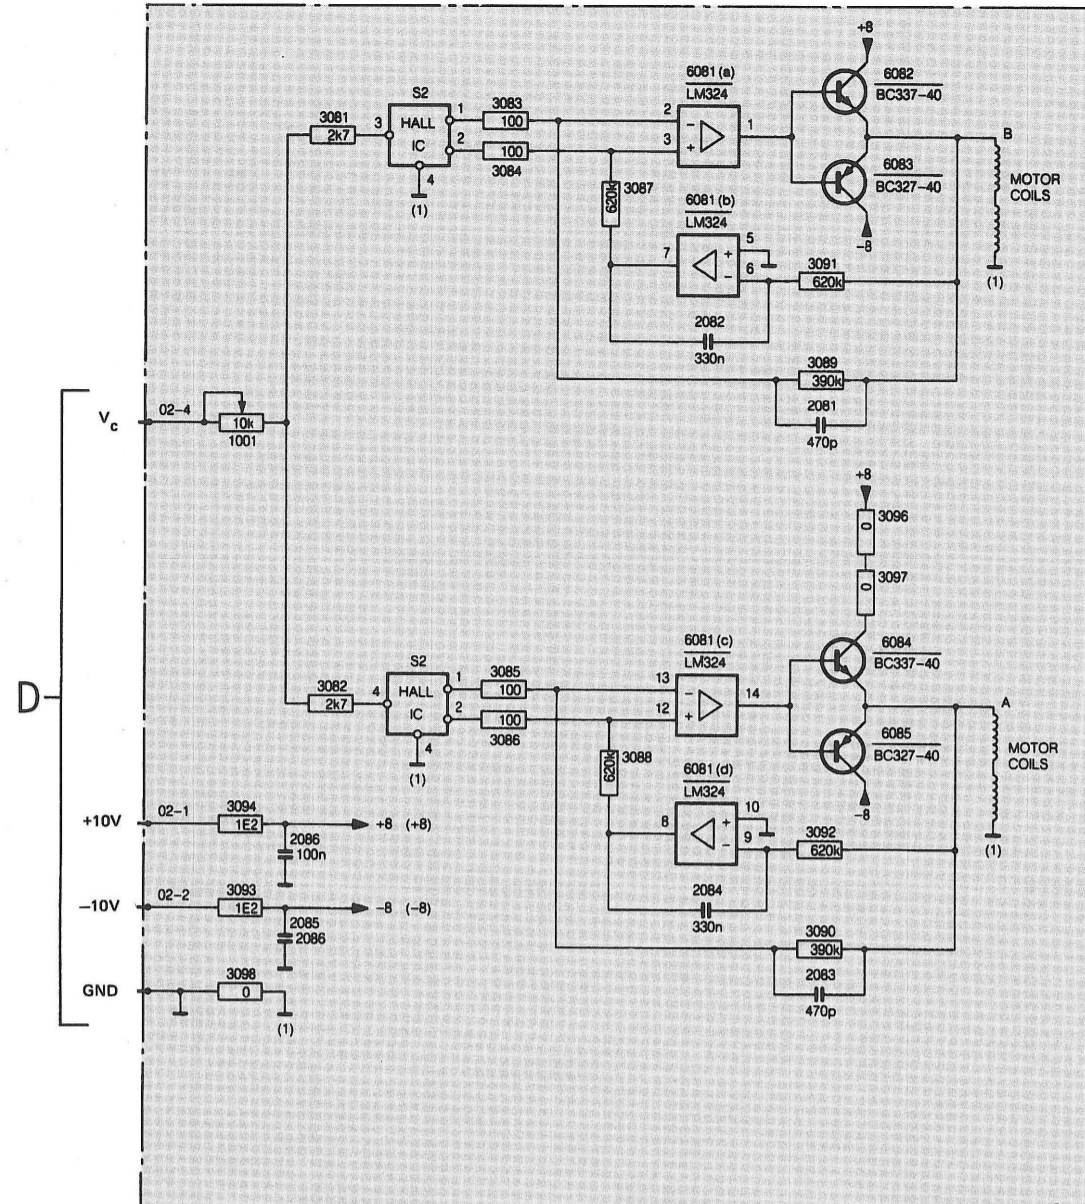 +8
6082
BC337-40
6081 (a)
LM324
S2
3083
100
3081
2k7
3
HALL
IC
1
2
4
(1)
100
3084
2
3
−
+
1
B
6083
BC327-40
-8
MOTOR
COILS
(1)
3087
620k
6081 (b)
LM324
7
5
6
+
−
3091
620k
2082
330n
3089
390k
2081
470p
D
Vc
02-4
10k
1001
+8
3096
0
3097
0
6084
BC337-40
6081 (c)
LM324
S2
3085
100
3082
2k7
4
HALL
IC
1
2
4
(1)
100
3086
13
12
−
+
14
A
6085
BC327-40
-8
MOTOR
COILS
(1)
3088
620k
6081 (d)
LM324
8
10
9
+
−
3092
620k
2084
330n
3090
390k
2083
470p
+10V
02-1
3094
1E2
+8 (+8)
2086
100n
−10V
02-2
3093
1E2
-8 (-8)
2085
2086
GND
3098
0
(1)